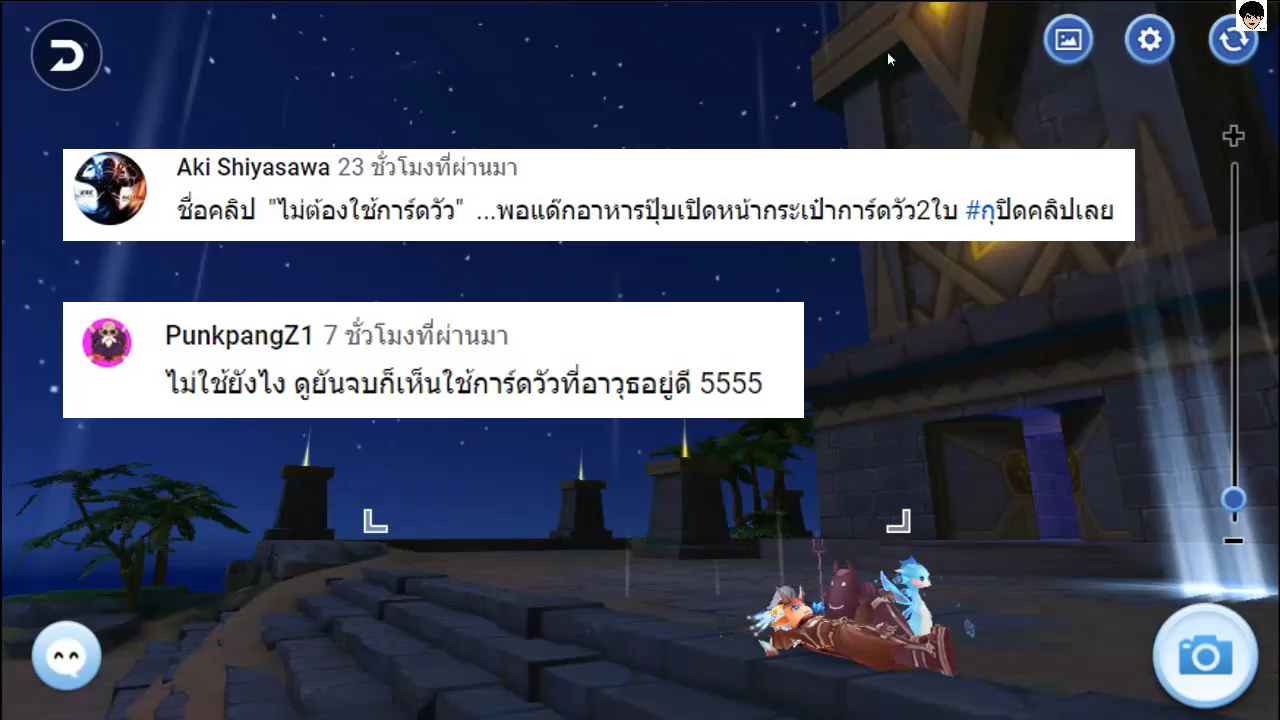 Aki Shiyasawa 23 ชั่วโมงที่ผ่านมา
ชื่อคลิป "ไม่ต้องใช้การ์ดวัว" ...พอแด๊กอาหารปุ๊บเปิดหน้ากระเป๋าการ์ดวัว2ใบ #กุปิดคลิปเลย
PunkpangZ1 7 ชั่วโมงที่ผ่านมา
ไม่ใช้ยังไง ดูยันจบก็เห็นใช้การ์ดวัวที่อาวุธอยู่ดี 5555